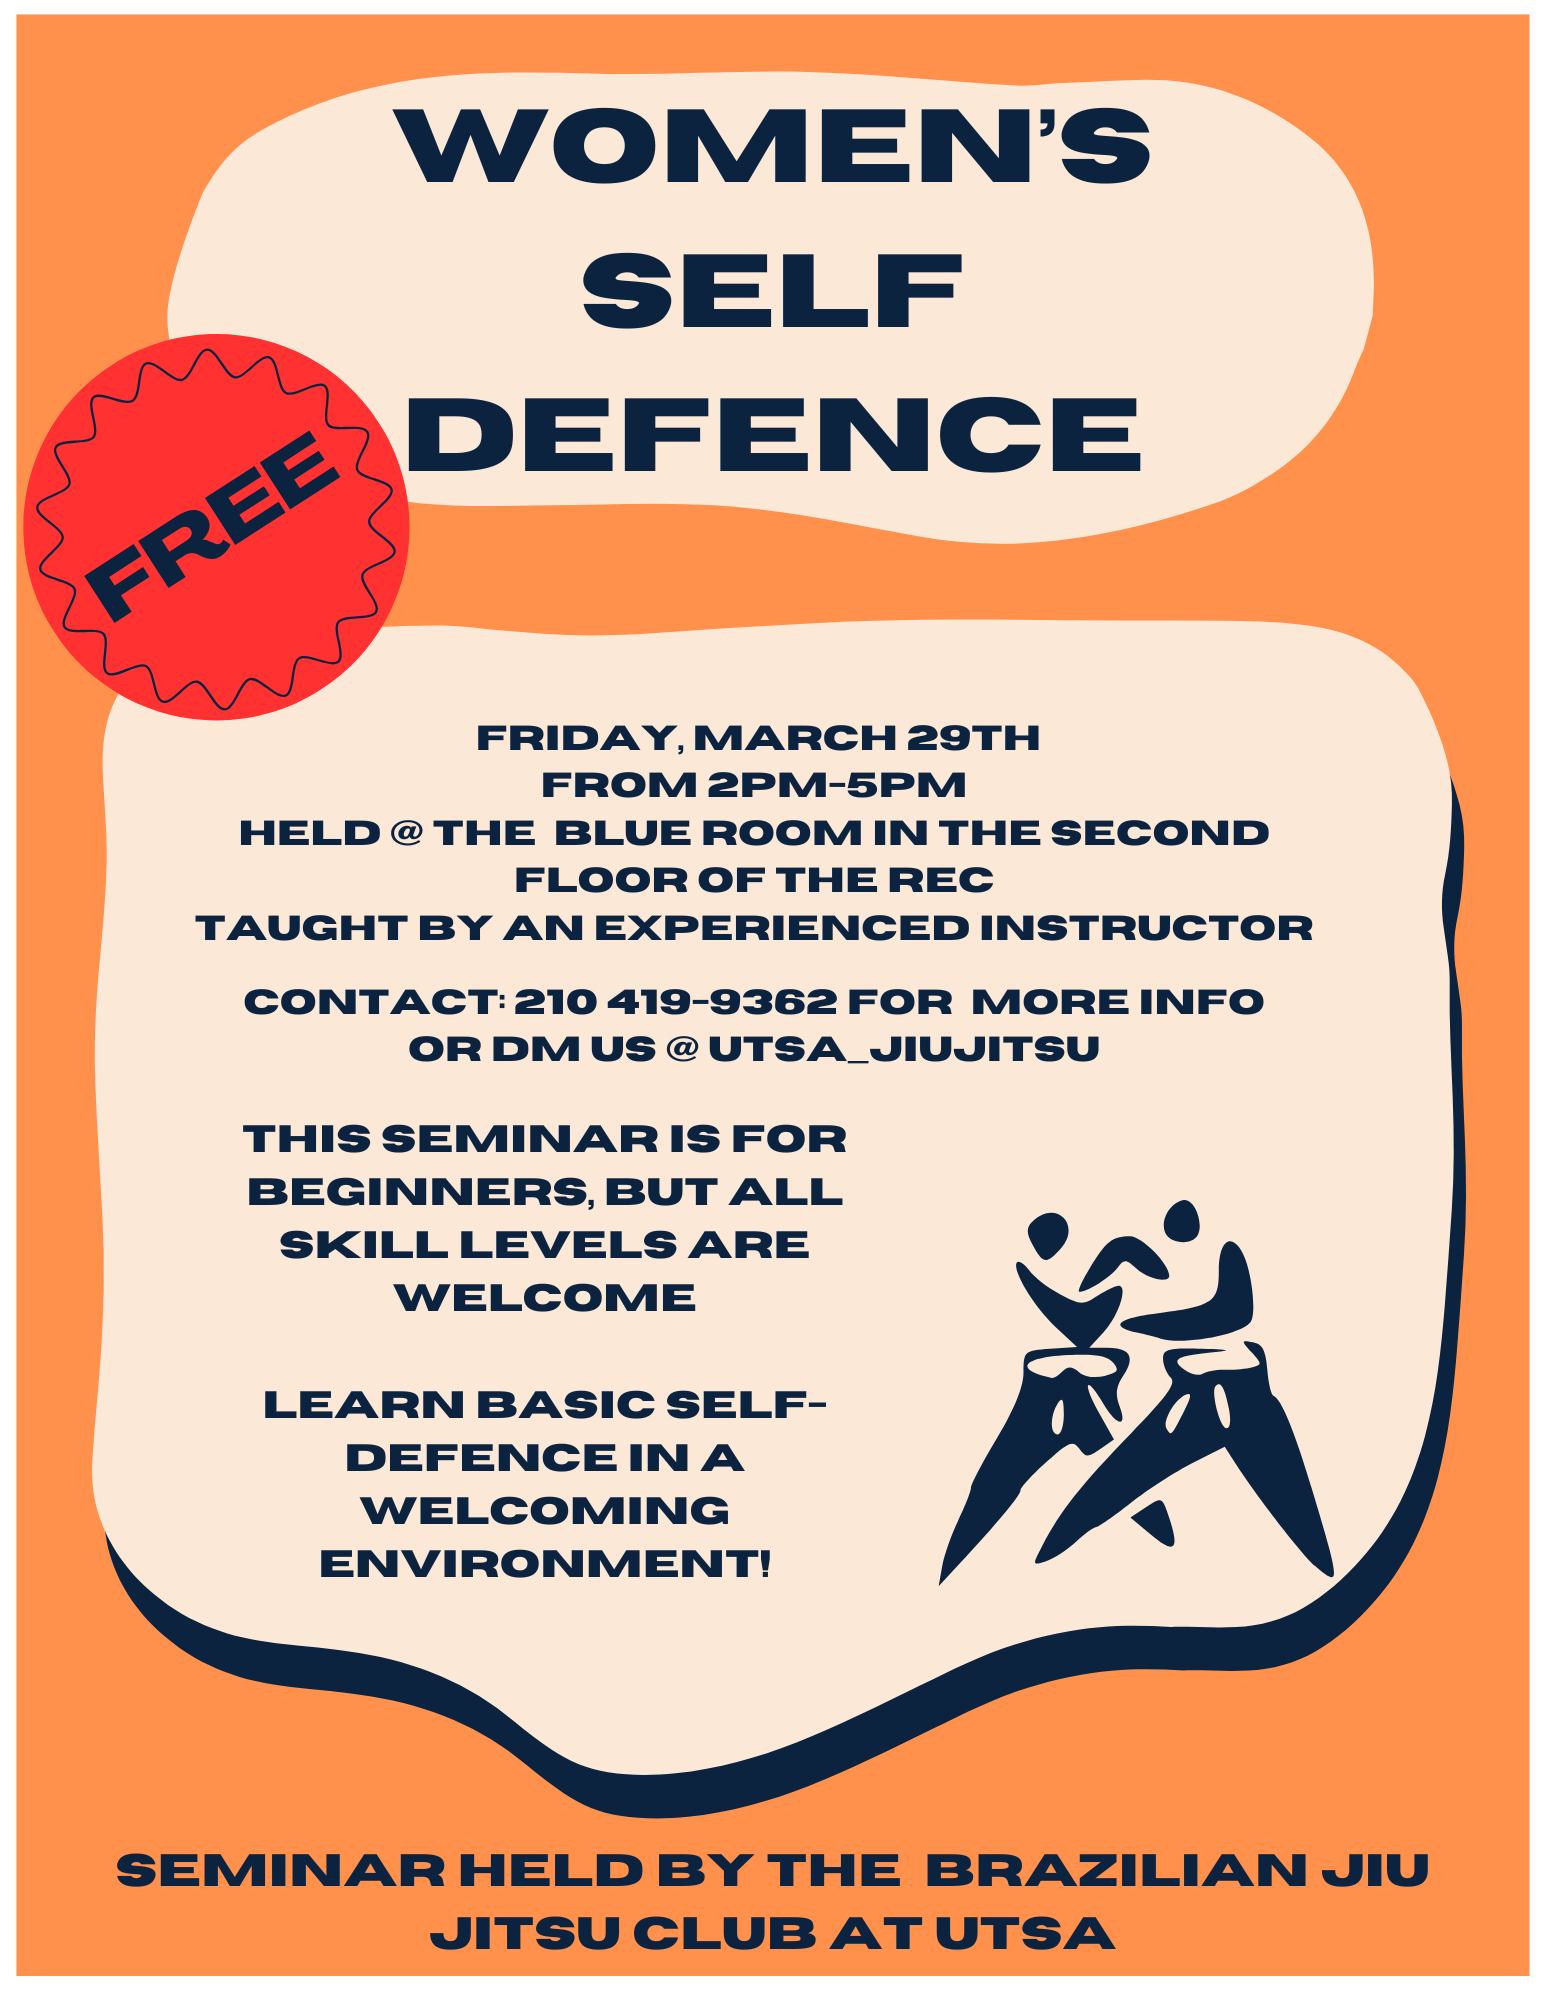 WOMEN'S
SELF
DEFENCE
FREE
FRIDAY, MARCH 29TH
FROM 2PM-5PM
HELD @ THE BLUE ROOM IN THE SECOND
FLOOR OF THE REC
TAUGHT BY AN EXPERIENCED INSTRUCTOR
CONTACT: 210 419-9362 FOR MORE INFO
OR DM US @ UTSA_JIUJITSU
THIS SEMINAR IS FOR
BEGINNERS, BUT ALL
SKILL LEVELS ARE
WELCOME
LEARN BASIC SELF-
DEFENCE IN A
WELCOMING
ENVIRONMENT!
SEMINAR HELD BY THE BRAZILIAN JIU
JITSU CLUB AT UTSA